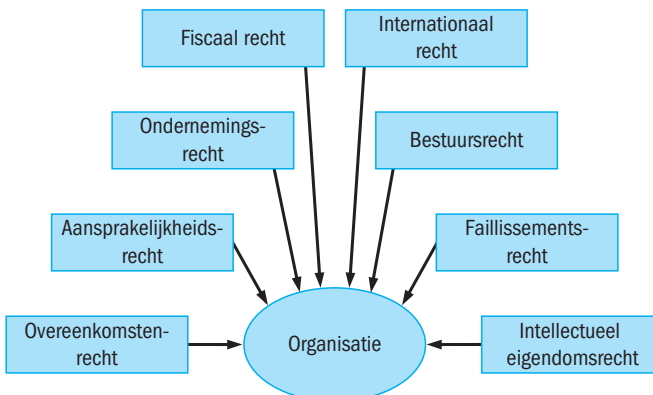 Fiscaal recht
Internationaal
recht
Ondernemings-
recht
Bestuursrecht
Aansprakelijkheids-
recht
Faillissements-
recht
Overeenkomsten-
recht
Organisatie
Intellectueel
eigendomsrecht